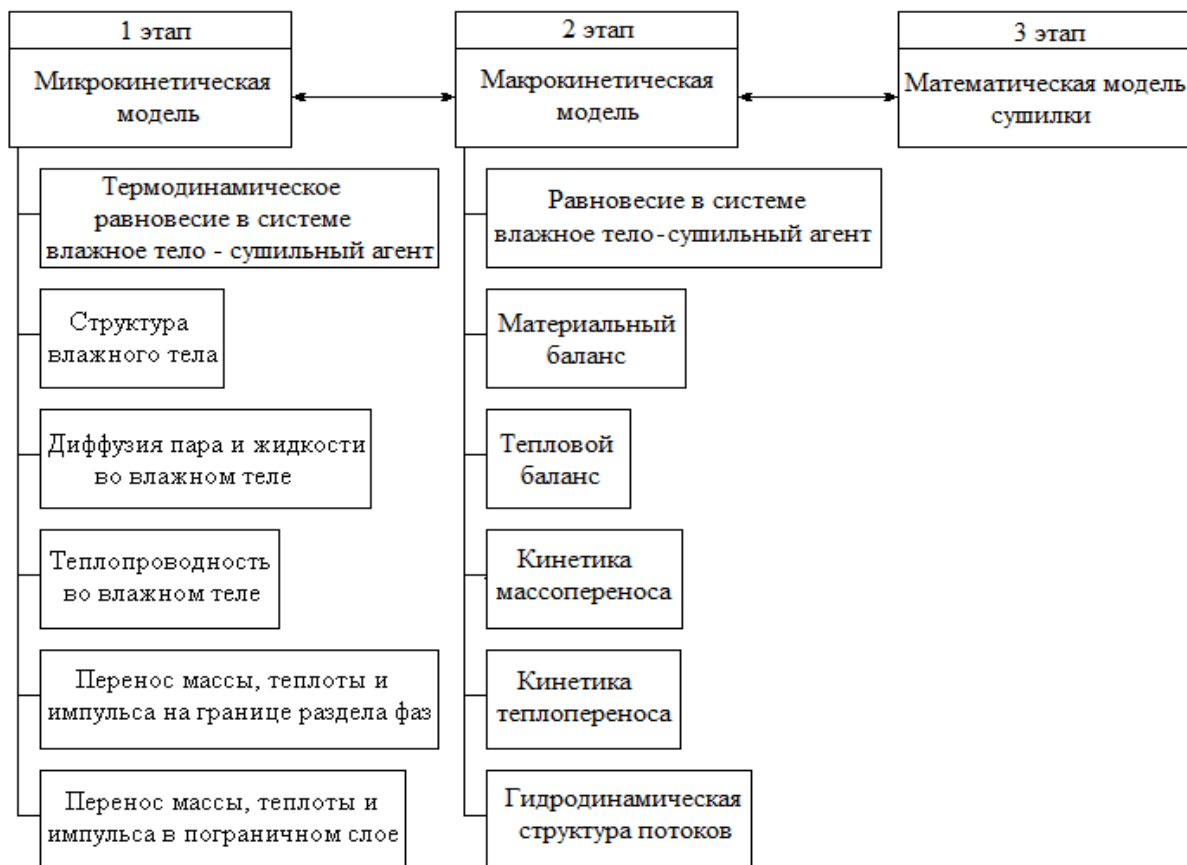 1 этап
Микрокинетическая
модель
2 этап
Макрокинетическая
модель
3 этап
Математическая модель
сушилки
Термодинамическое
равновесие в системе
влажное тело - сушильный агент
Структура
влажного тела
Диффузия пара и жидкости
во влажном теле
Теплопроводность
во влажном теле
Перенос массы, теплоты и
импульса на границе раздела фаз
Перенос массы, теплоты и
импульса в пограничном слое
Равновесие в системе
влажное тело-сушильный агент
Материальный
баланс
Тепловой
баланс
Кинетика
массопереноса
Кинетика
теплопереноса
Гидродинамическая
структура потоков